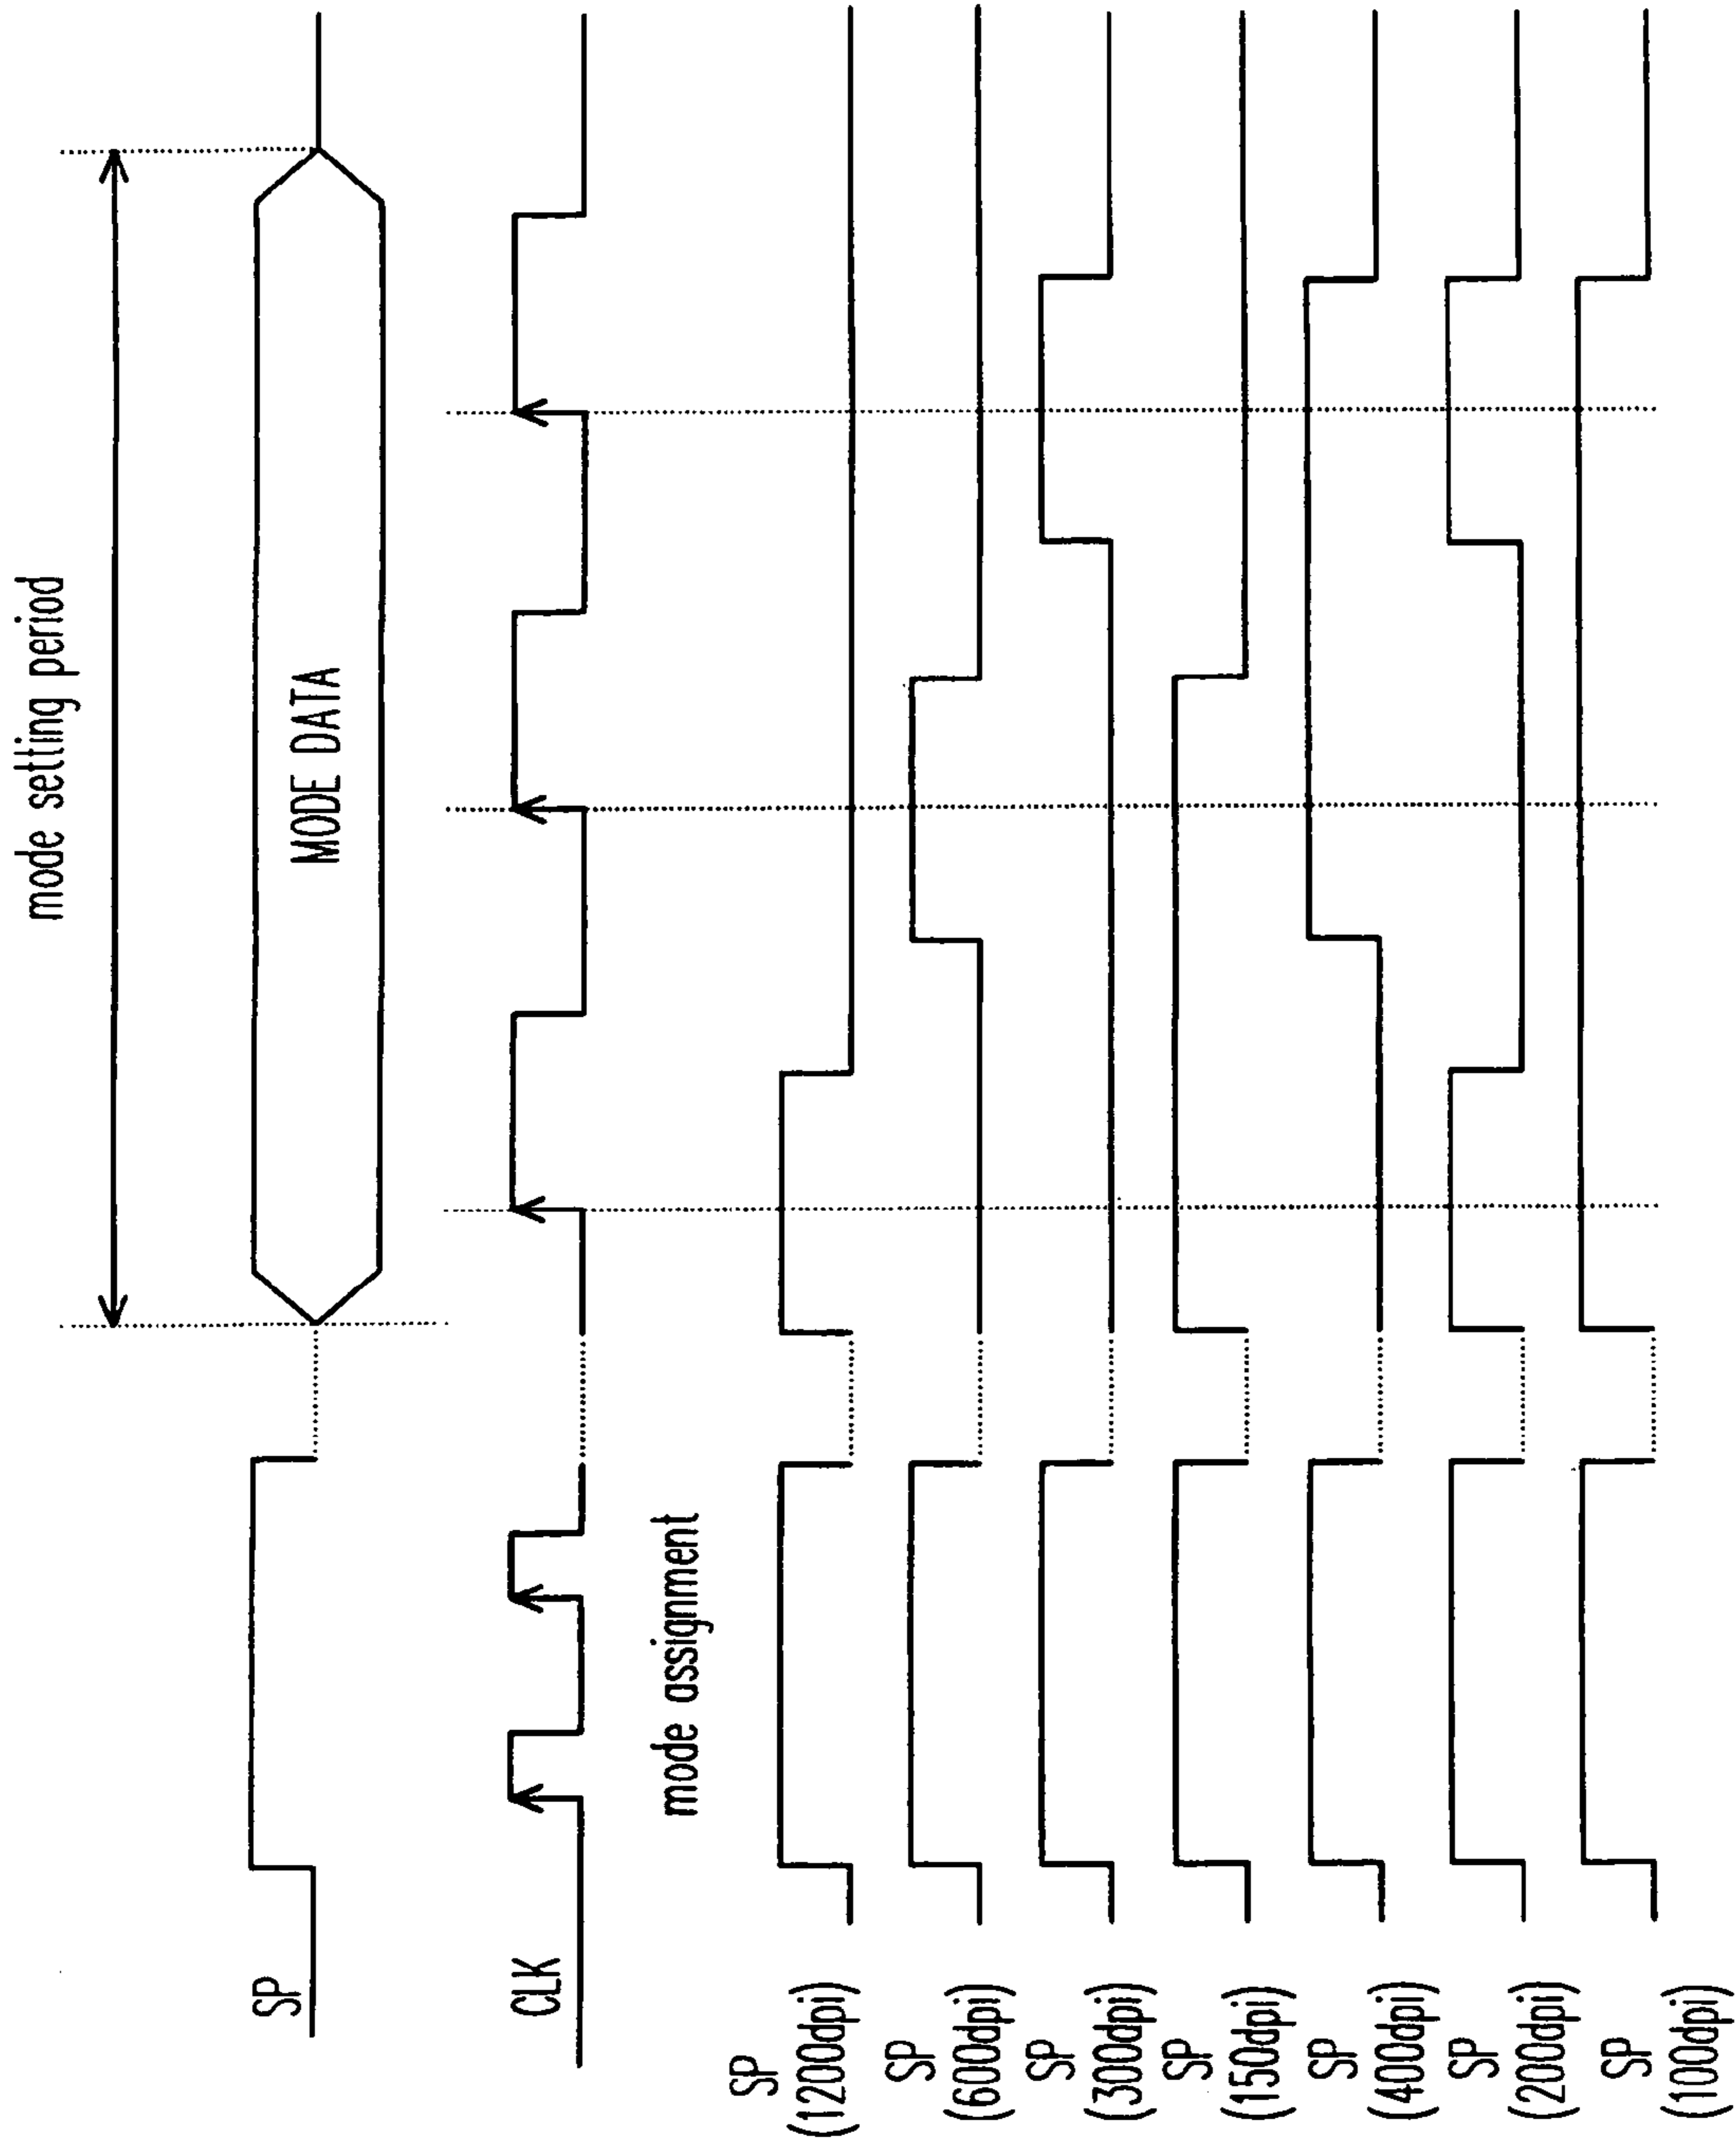 mode setting period
SP
MODE DATA
CLK
mode assignment
SP
(1200dpi)
SP
(600dpi)
SP
(300dpi)
SP
(150dpi)
SP
(400dpi)
SP
(200dpi)
SP
(100dpi)